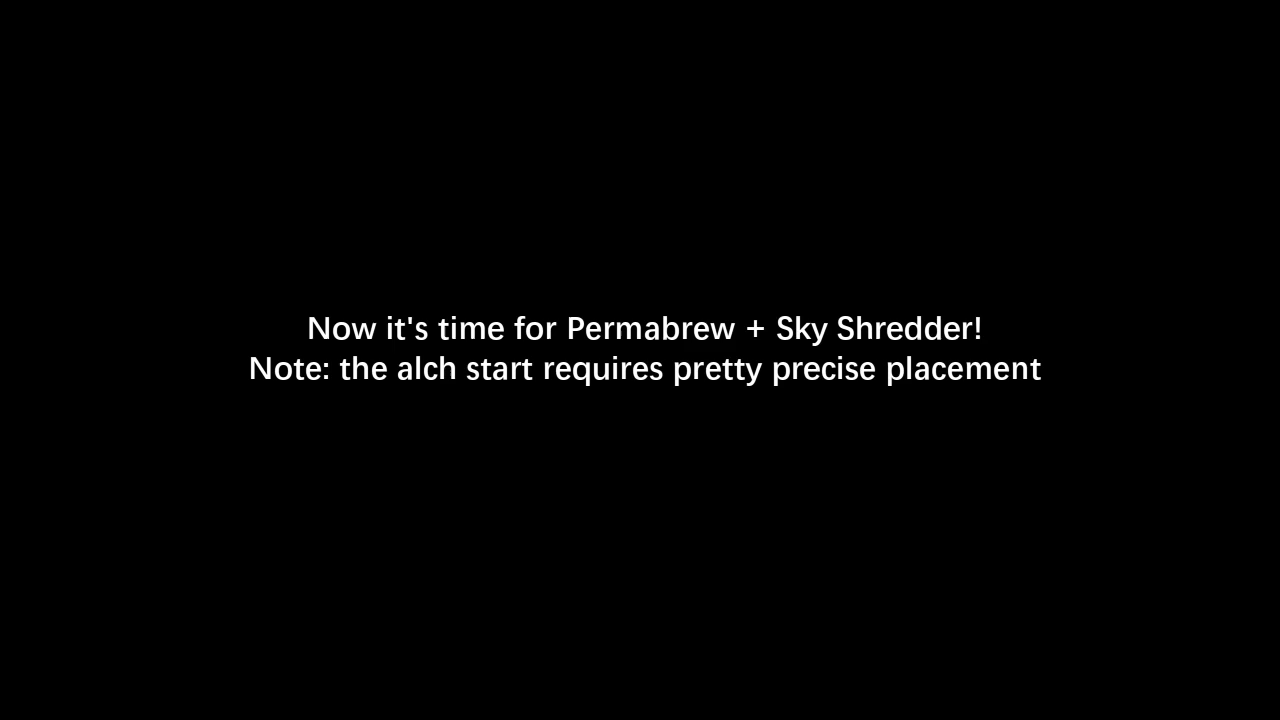 Now it's time for Permabrew + Sky Shredder!
Note: the alch start requires pretty precise placement